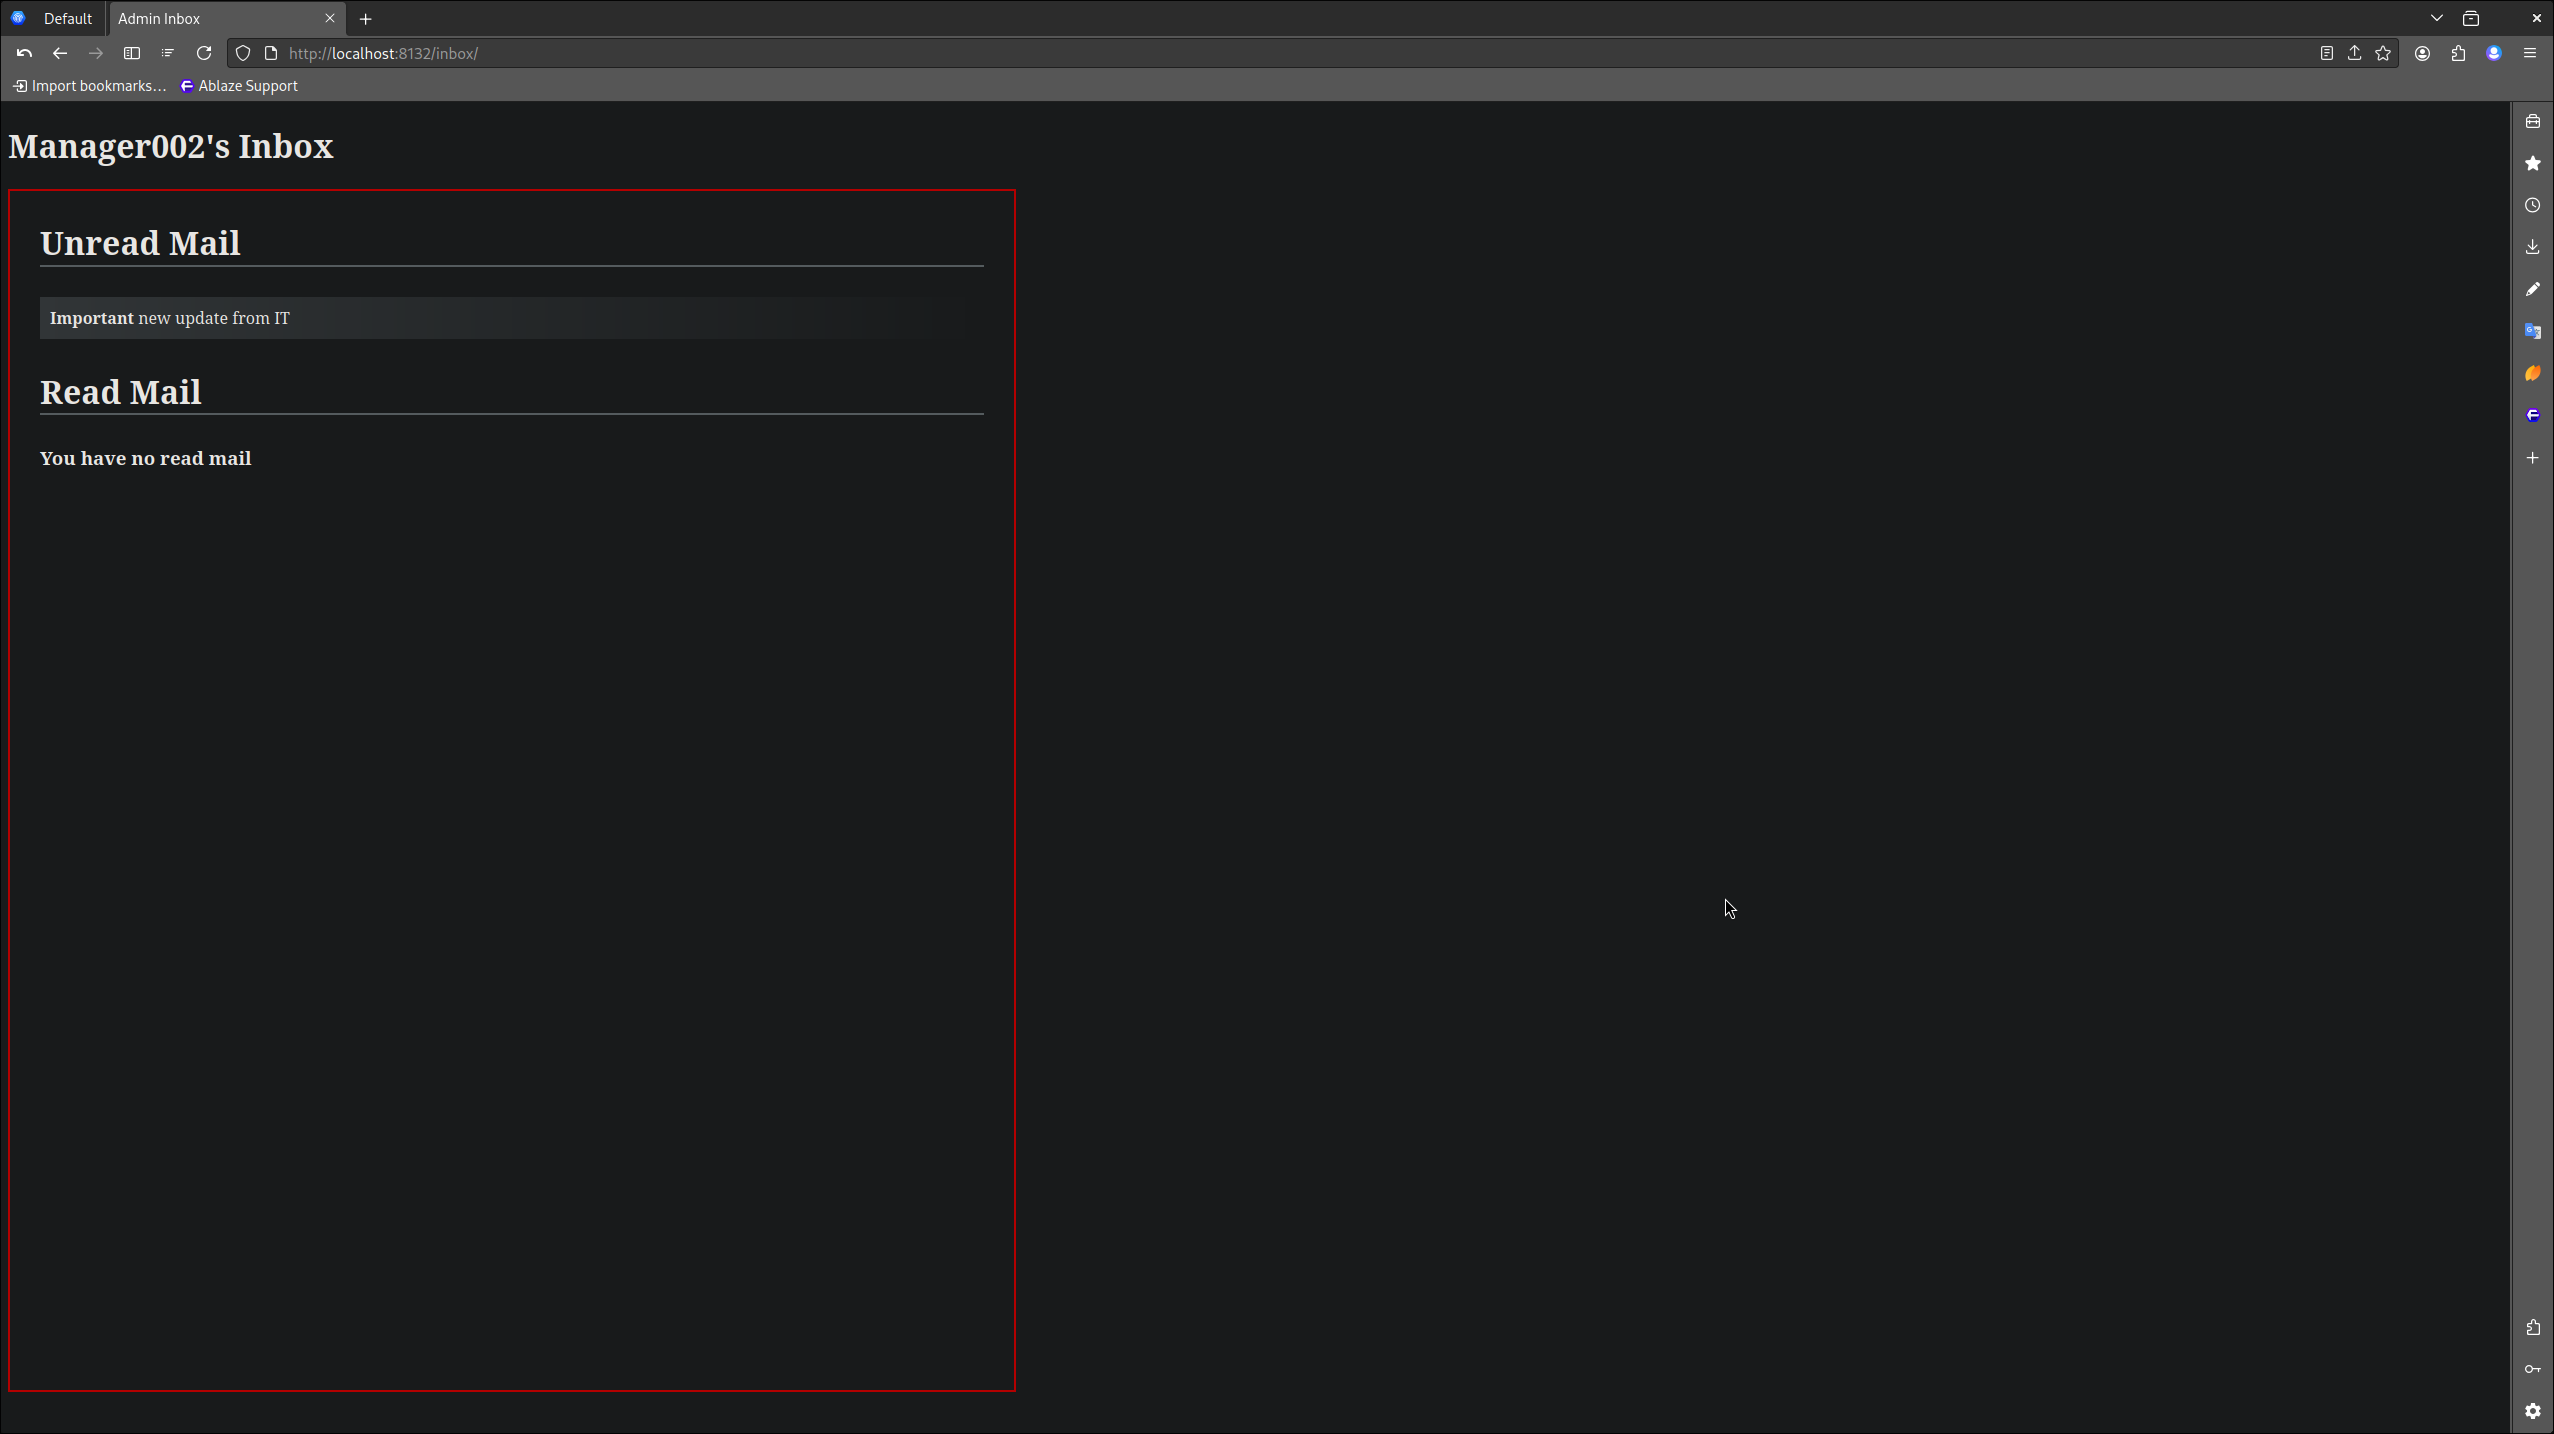 Default
Admin Inbox
http://localhost:8132/inbox/
Import bookmarks...
Ablaze Support
Manager002's Inbox
Unread Mail
Important new update from IT
Read Mail
You have no read mail